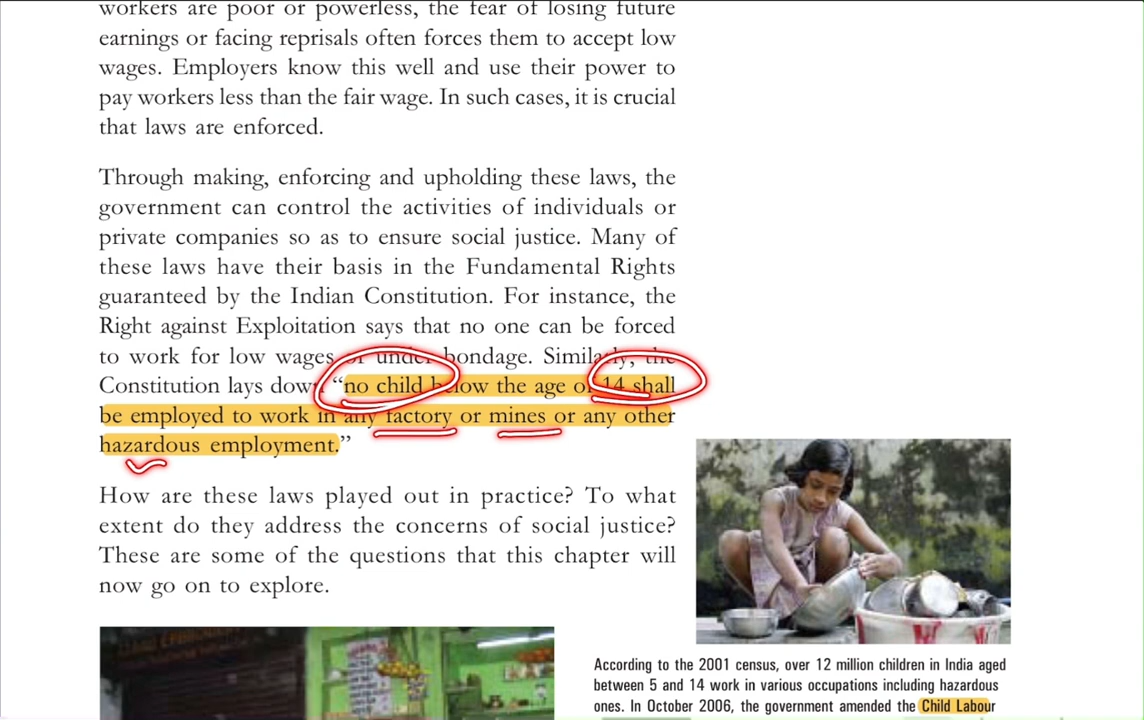 workers are poor or powerless, the fear of losing future
earnings or facing reprisals often forces them to accept low
wages. Employers know this well and use their power to
pay workers less than the fair wage. In such cases, it is crucial
that laws are enforced.
Through making, enforcing and upholding these laws, the
government can control the activities of individuals or
private companies so as to ensure social justice. Many of
these laws have their basis in the Fundamental Rights
guaranteed by the Indian Constitution. For instance, the
Right against Exploitation says that no one can be forced
to work for low wages or under bondage. Similarly, the
Constitution lays down “no child below the age of 14 shall
be employed to work in any factory or mines or any other
hazardous employment.”
How are these laws played out in practice? To what
extent do they address the concerns of social justice?
These are some of the questions that this chapter will
now go on to explore.
According to the 2001 census, over 12 million children in India aged
between 5 and 14 work in various occupations including hazardous
ones. In October 2006, the government amended the Child Labour